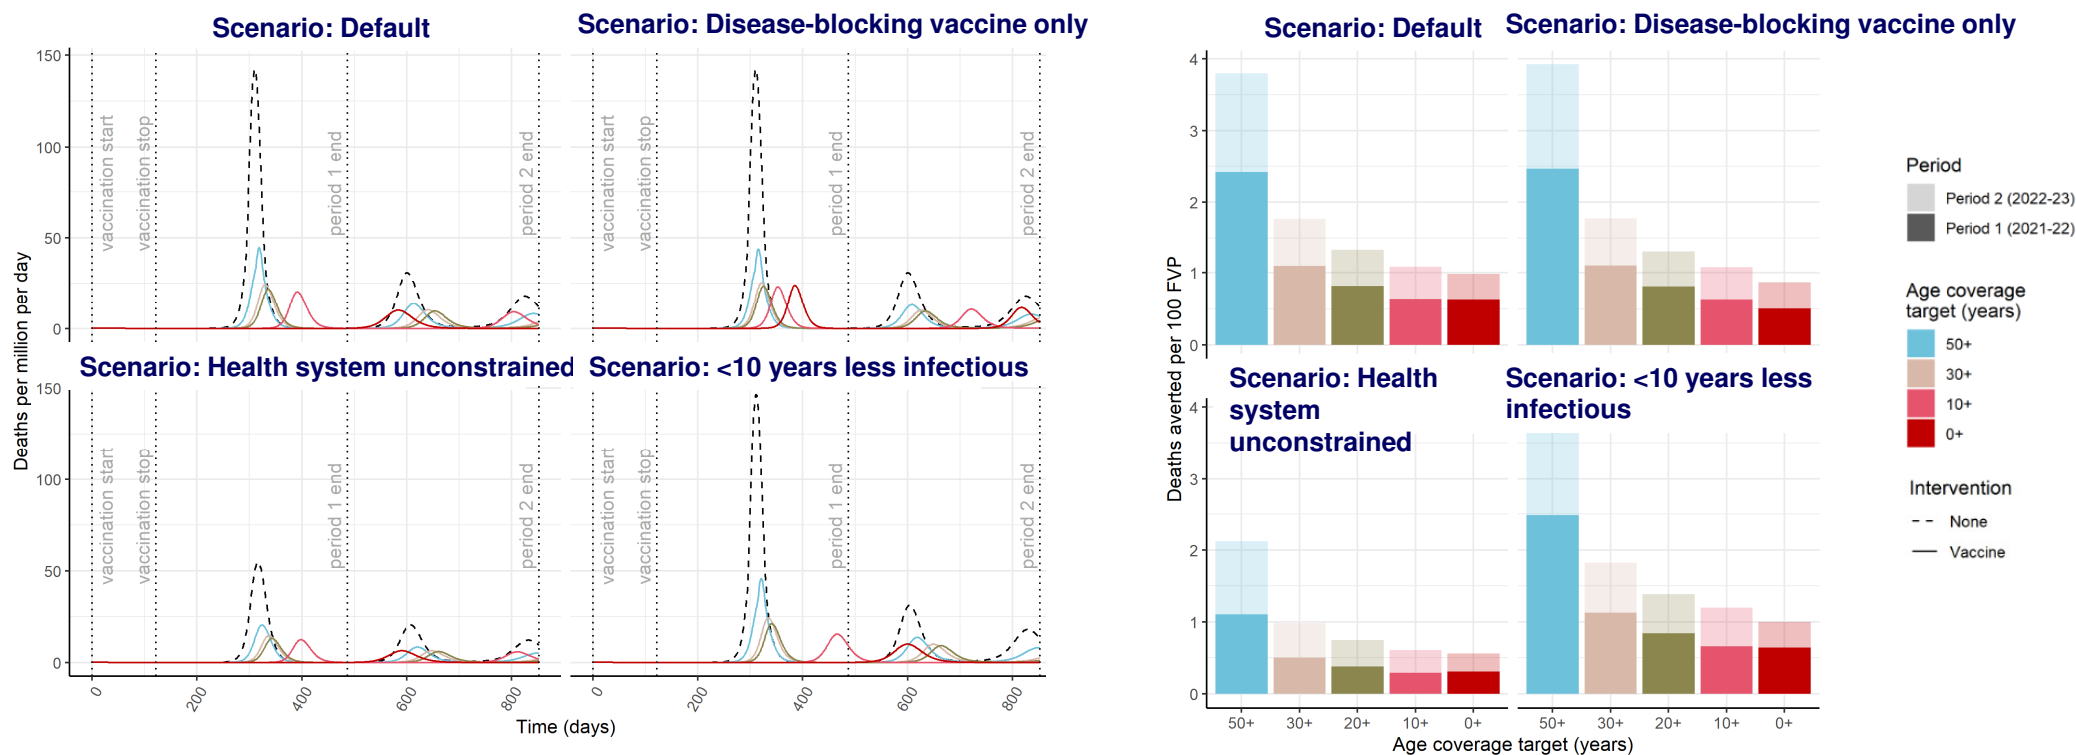 Scenario: Default
Scenario: Disease-blocking vaccine only
Deaths per million per day
150
100
50
0
vaccination start
vaccination stop
period 1 end
period 2 end
vaccination start
vaccination stop
period 1 end
period 2 end
Scenario: Health system unconstrained
Scenario: <10 years less infectious
150
100
50
0
vaccination start
vaccination stop
period 1 end
period 2 end
vaccination start
vaccination stop
period 1 end
period 2 end
0
200
400
600
800
0
200
400
600
800
Time (days)
Scenario: Default
Scenario: Disease-blocking vaccine only
Deaths averted per 100 FVP
4
3
2
1
0
Scenario: Health
system
unconstrained
Scenario: <10 years less
infectious
4
3
2
1
0
50+
30+
20+
10+
0+
50+
30+
20+
10+
0+
Age coverage target (years)
Period
Period 2 (2022-23)
Period 1 (2021-22)
Age coverage
target (years)
50+
30+
10+
0+
Intervention
None
Vaccine